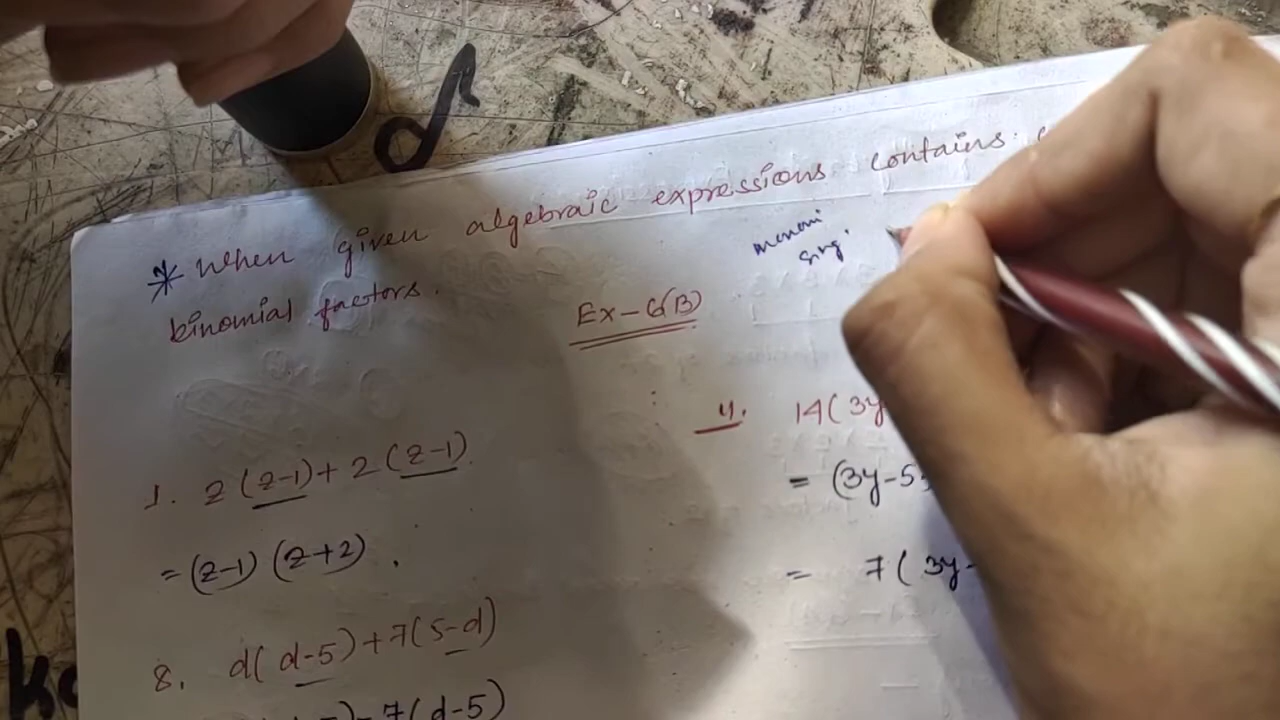 * When given algebraic expressions contains
binomial factors.
Ex-6(B)
1. z(z-1)+2(z-1)
=(z-1)(z+2).
8. d(d-5)+7(5-d)
-7(d-5)
4. 14(3y
= (3y-5
= 7(3y-